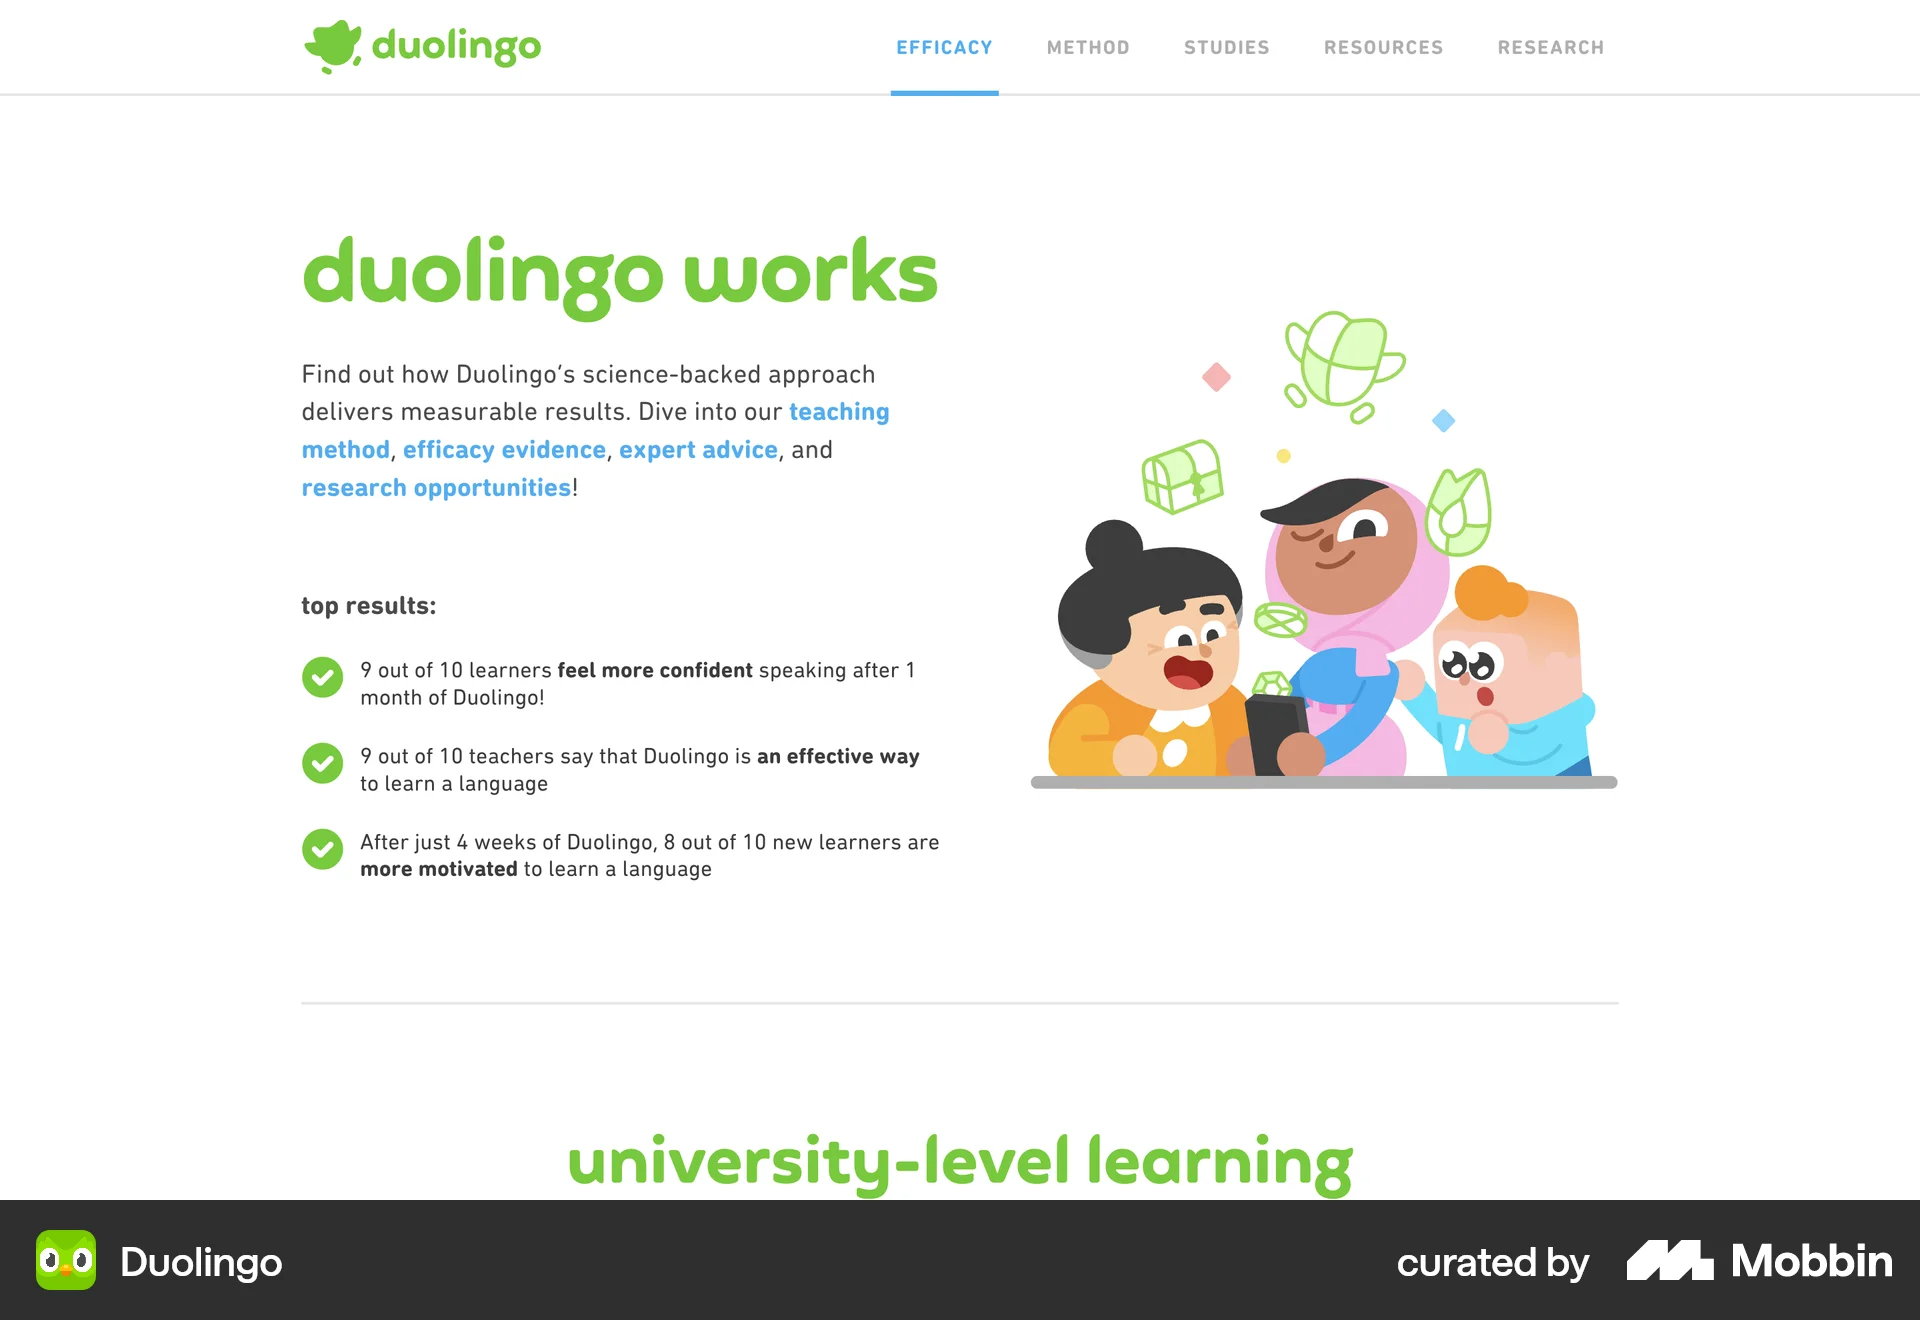 duolingo
EFFICACY
METHOD
STUDIES
RESOURCES
RESEARCH
duolingo works
Find out how Duolingo’s science-backed approach
delivers measurable results. Dive into our teaching
method, efficacy evidence, expert advice, and
research opportunities!
top results:
9 out of 10 learners feel more confident speaking after 1
month of Duolingo!
9 out of 10 teachers say that Duolingo is an effective way
to learn a language
After just 4 weeks of Duolingo, 8 out of 10 new learners are
more motivated to learn a language
university-level learning
Duolingo
curated by
Mobbin